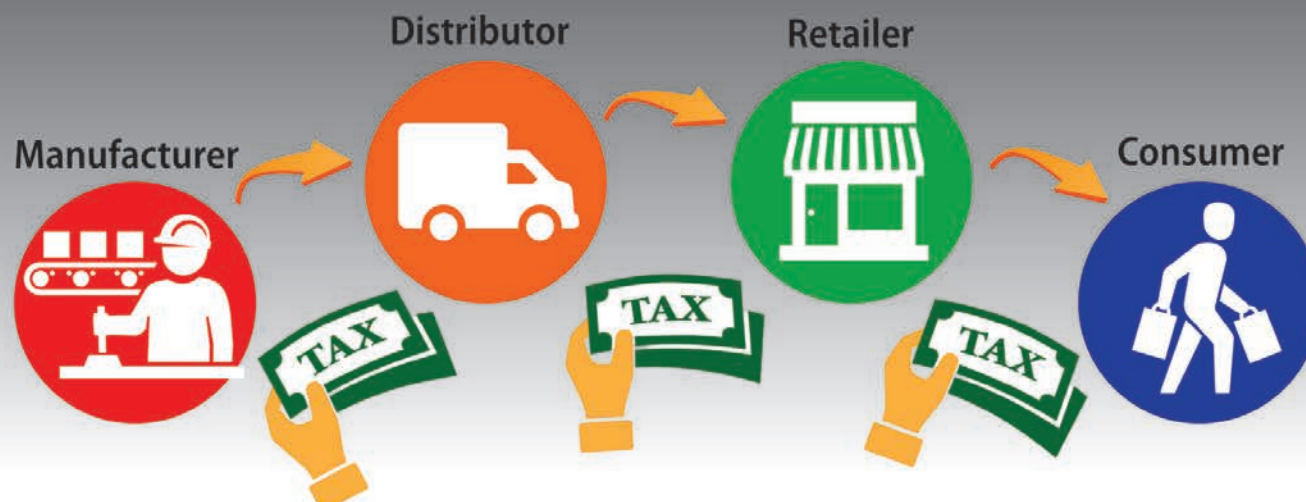 Manufacturer
Distributor
Retailer
Consumer
TAX
TAX
TAX